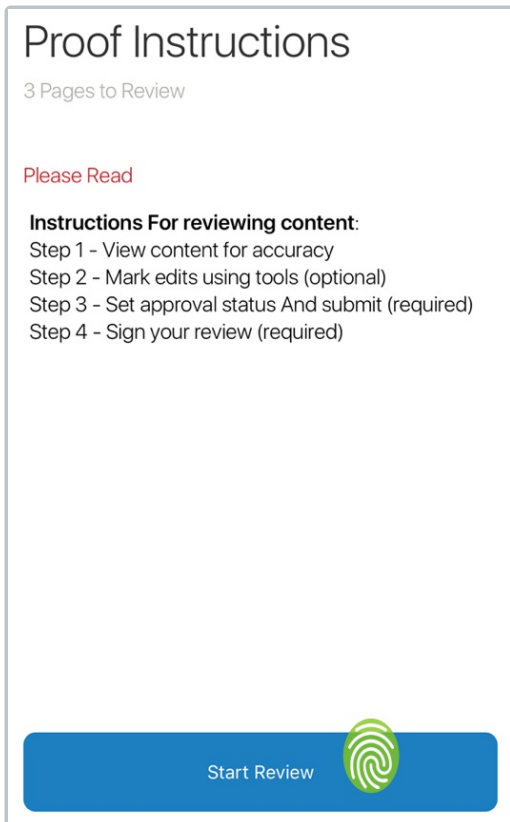 Proof Instructions
3 Pages to Review
Please Read
Instructions For reviewing content:
Step 1 - View content for accuracy
Step 2 - Mark edits using tools (optional)
Step 3 - Set approval status And submit (required)
Step 4 - Sign your review (required)
Start Review